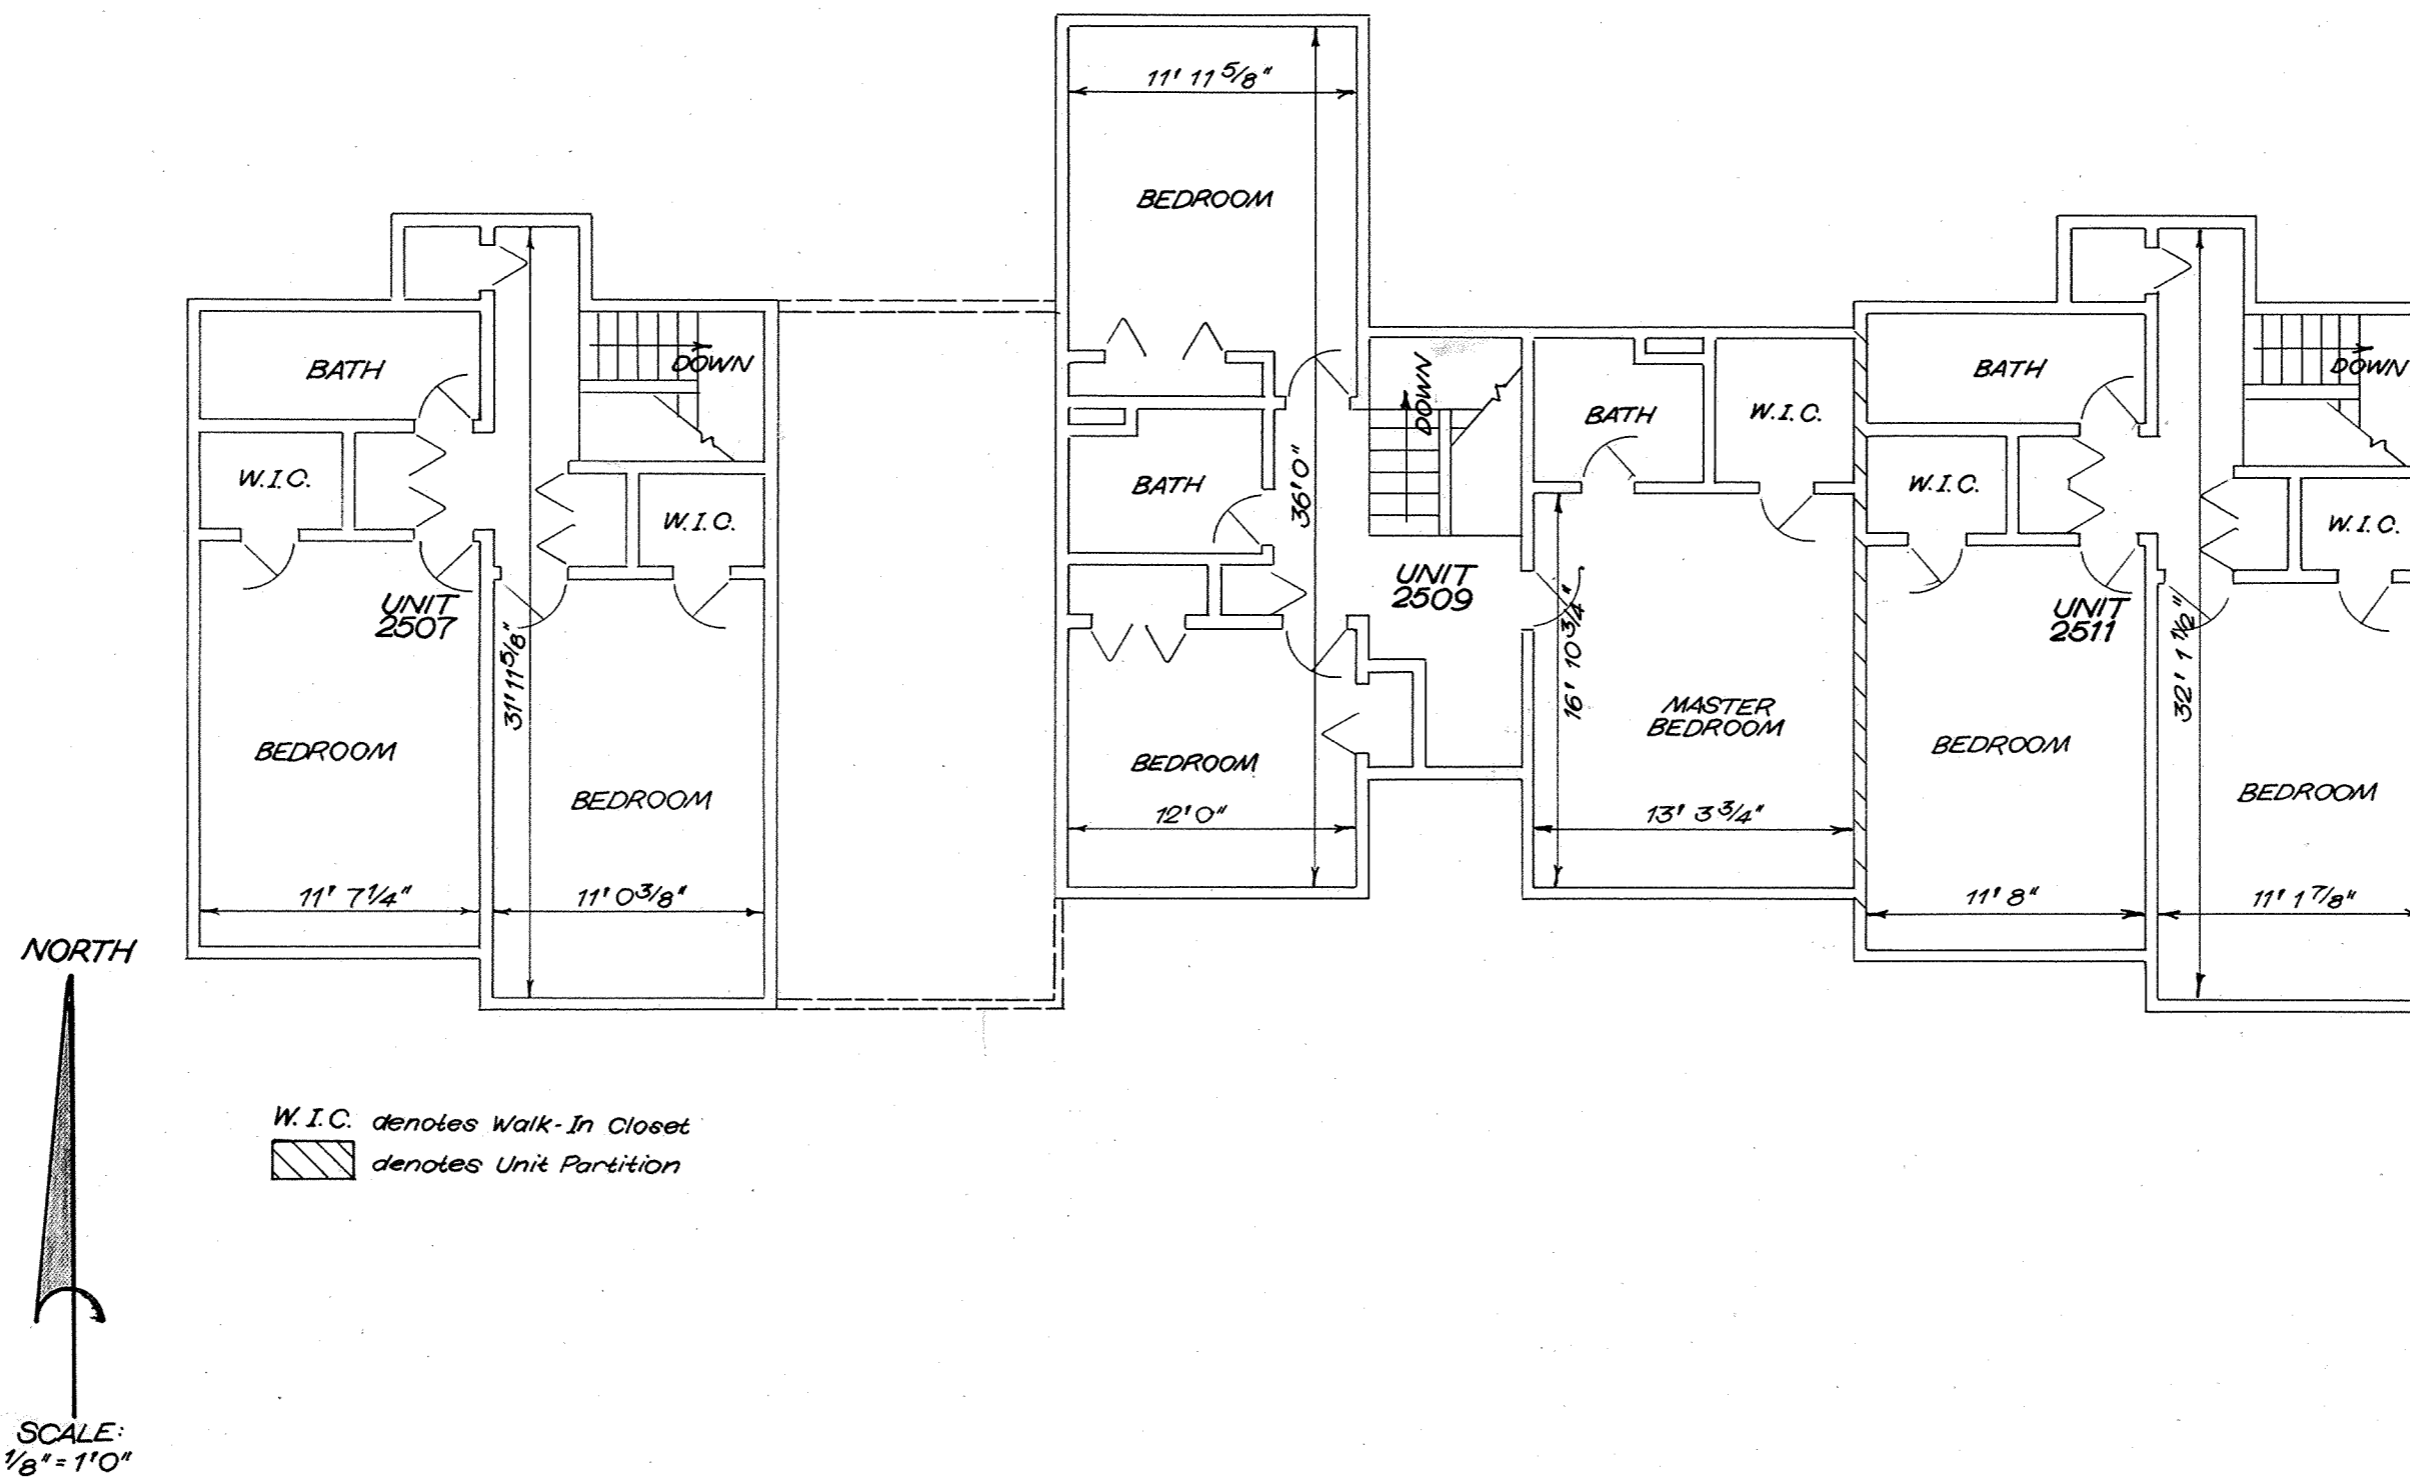 11' 11 5/8"
BEDROOM
BATH
DOWN
W.I.C.
W.I.C.
UNIT
2507
31' 11 5/8"
BEDROOM
BEDROOM
11' 7 1/4"
11' 0 3/8"
BATH
36' 0"
DOWN
UNIT
2509
BATH
W.I.C.
16' 10 3/4"
MASTER
BEDROOM
BEDROOM
12' 0"
13' 3 3/4"
BATH
DOWN
W.I.C.
W.I.C.
UNIT
2511
32' 1 1/2"
BEDROOM
BEDROOM
11' 8"
11' 1 7/8"
NORTH
W.I.C. denotes Walk-In Closet
denotes Unit Partition
SCALE:
1/8" = 1'0"